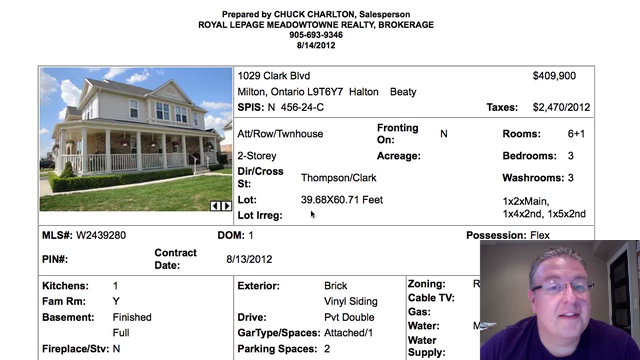 Prepared by CHUCK CHARLTON, Salesperson
ROYAL LEPAGE MEADOWTOWNE REALTY, BROKERAGE
905-693-9346
8/14/2012
1029 Clark Blvd $409,900
Milton, Ontario L9T6Y7 Halton Beaty
SPIS: N 456-24-C Taxes: $2,470/2012
Att/Row/Twnhouse Fronting On: N Rooms: 6+1
2-Storey Acreage: Bedrooms: 3
Dir/Cross St: Thompson/Clark Washrooms: 3
Lot: 39.68X60.71 Feet 1x2xMain,
Lot Irreg: 1x4x2nd, 1x5x2nd
MLS#: W2439280 DOM: 1 Possession: Flex
PIN#: Contract Date: 8/13/2012
Kitchens: 1 Exterior: Brick Zoning:
Fam Rm: Y Vinyl Siding Cable TV:
Basement: Finished Drive: Pvt Double Gas:
Full GarType/Spaces: Attached/1 Water:
Fireplace/Stv: N Parking Spaces: 2 Water Supply: